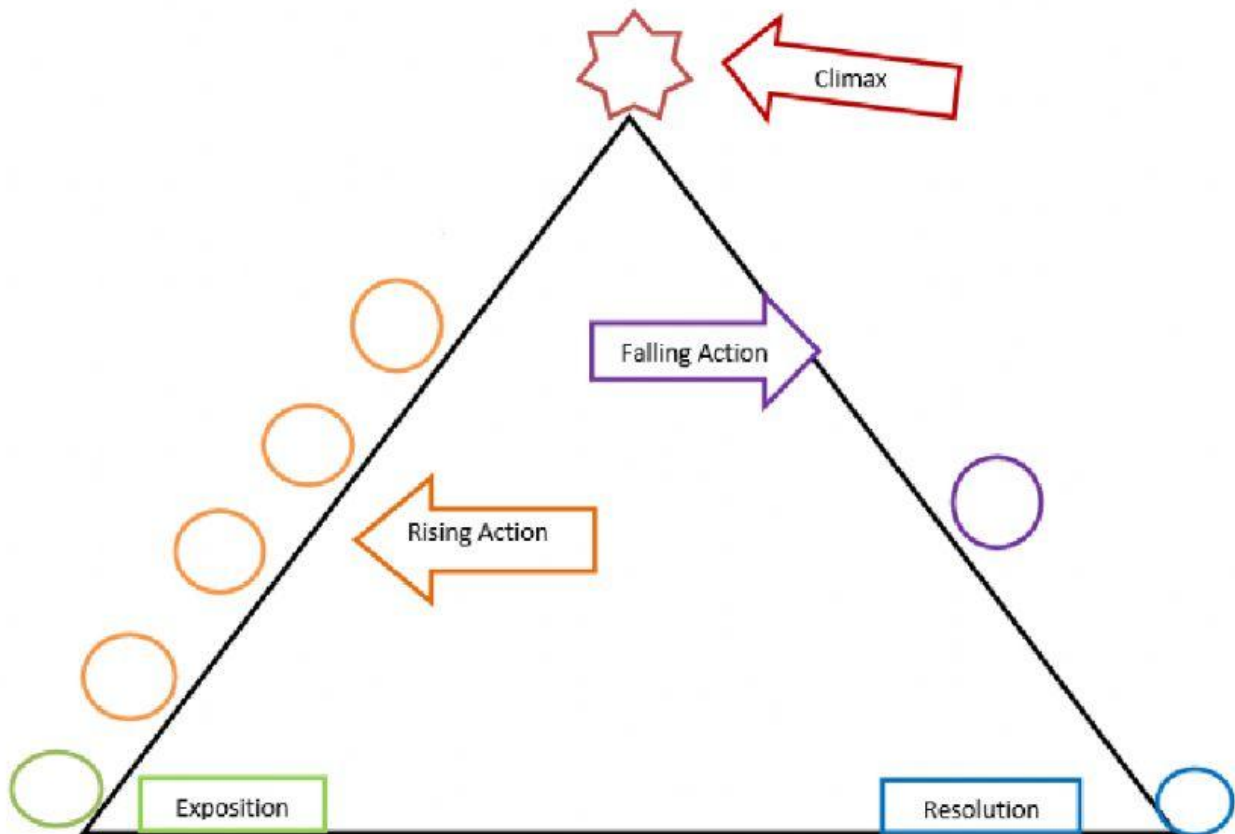 Climax
Falling Action
Rising Action
Exposition
Resolution